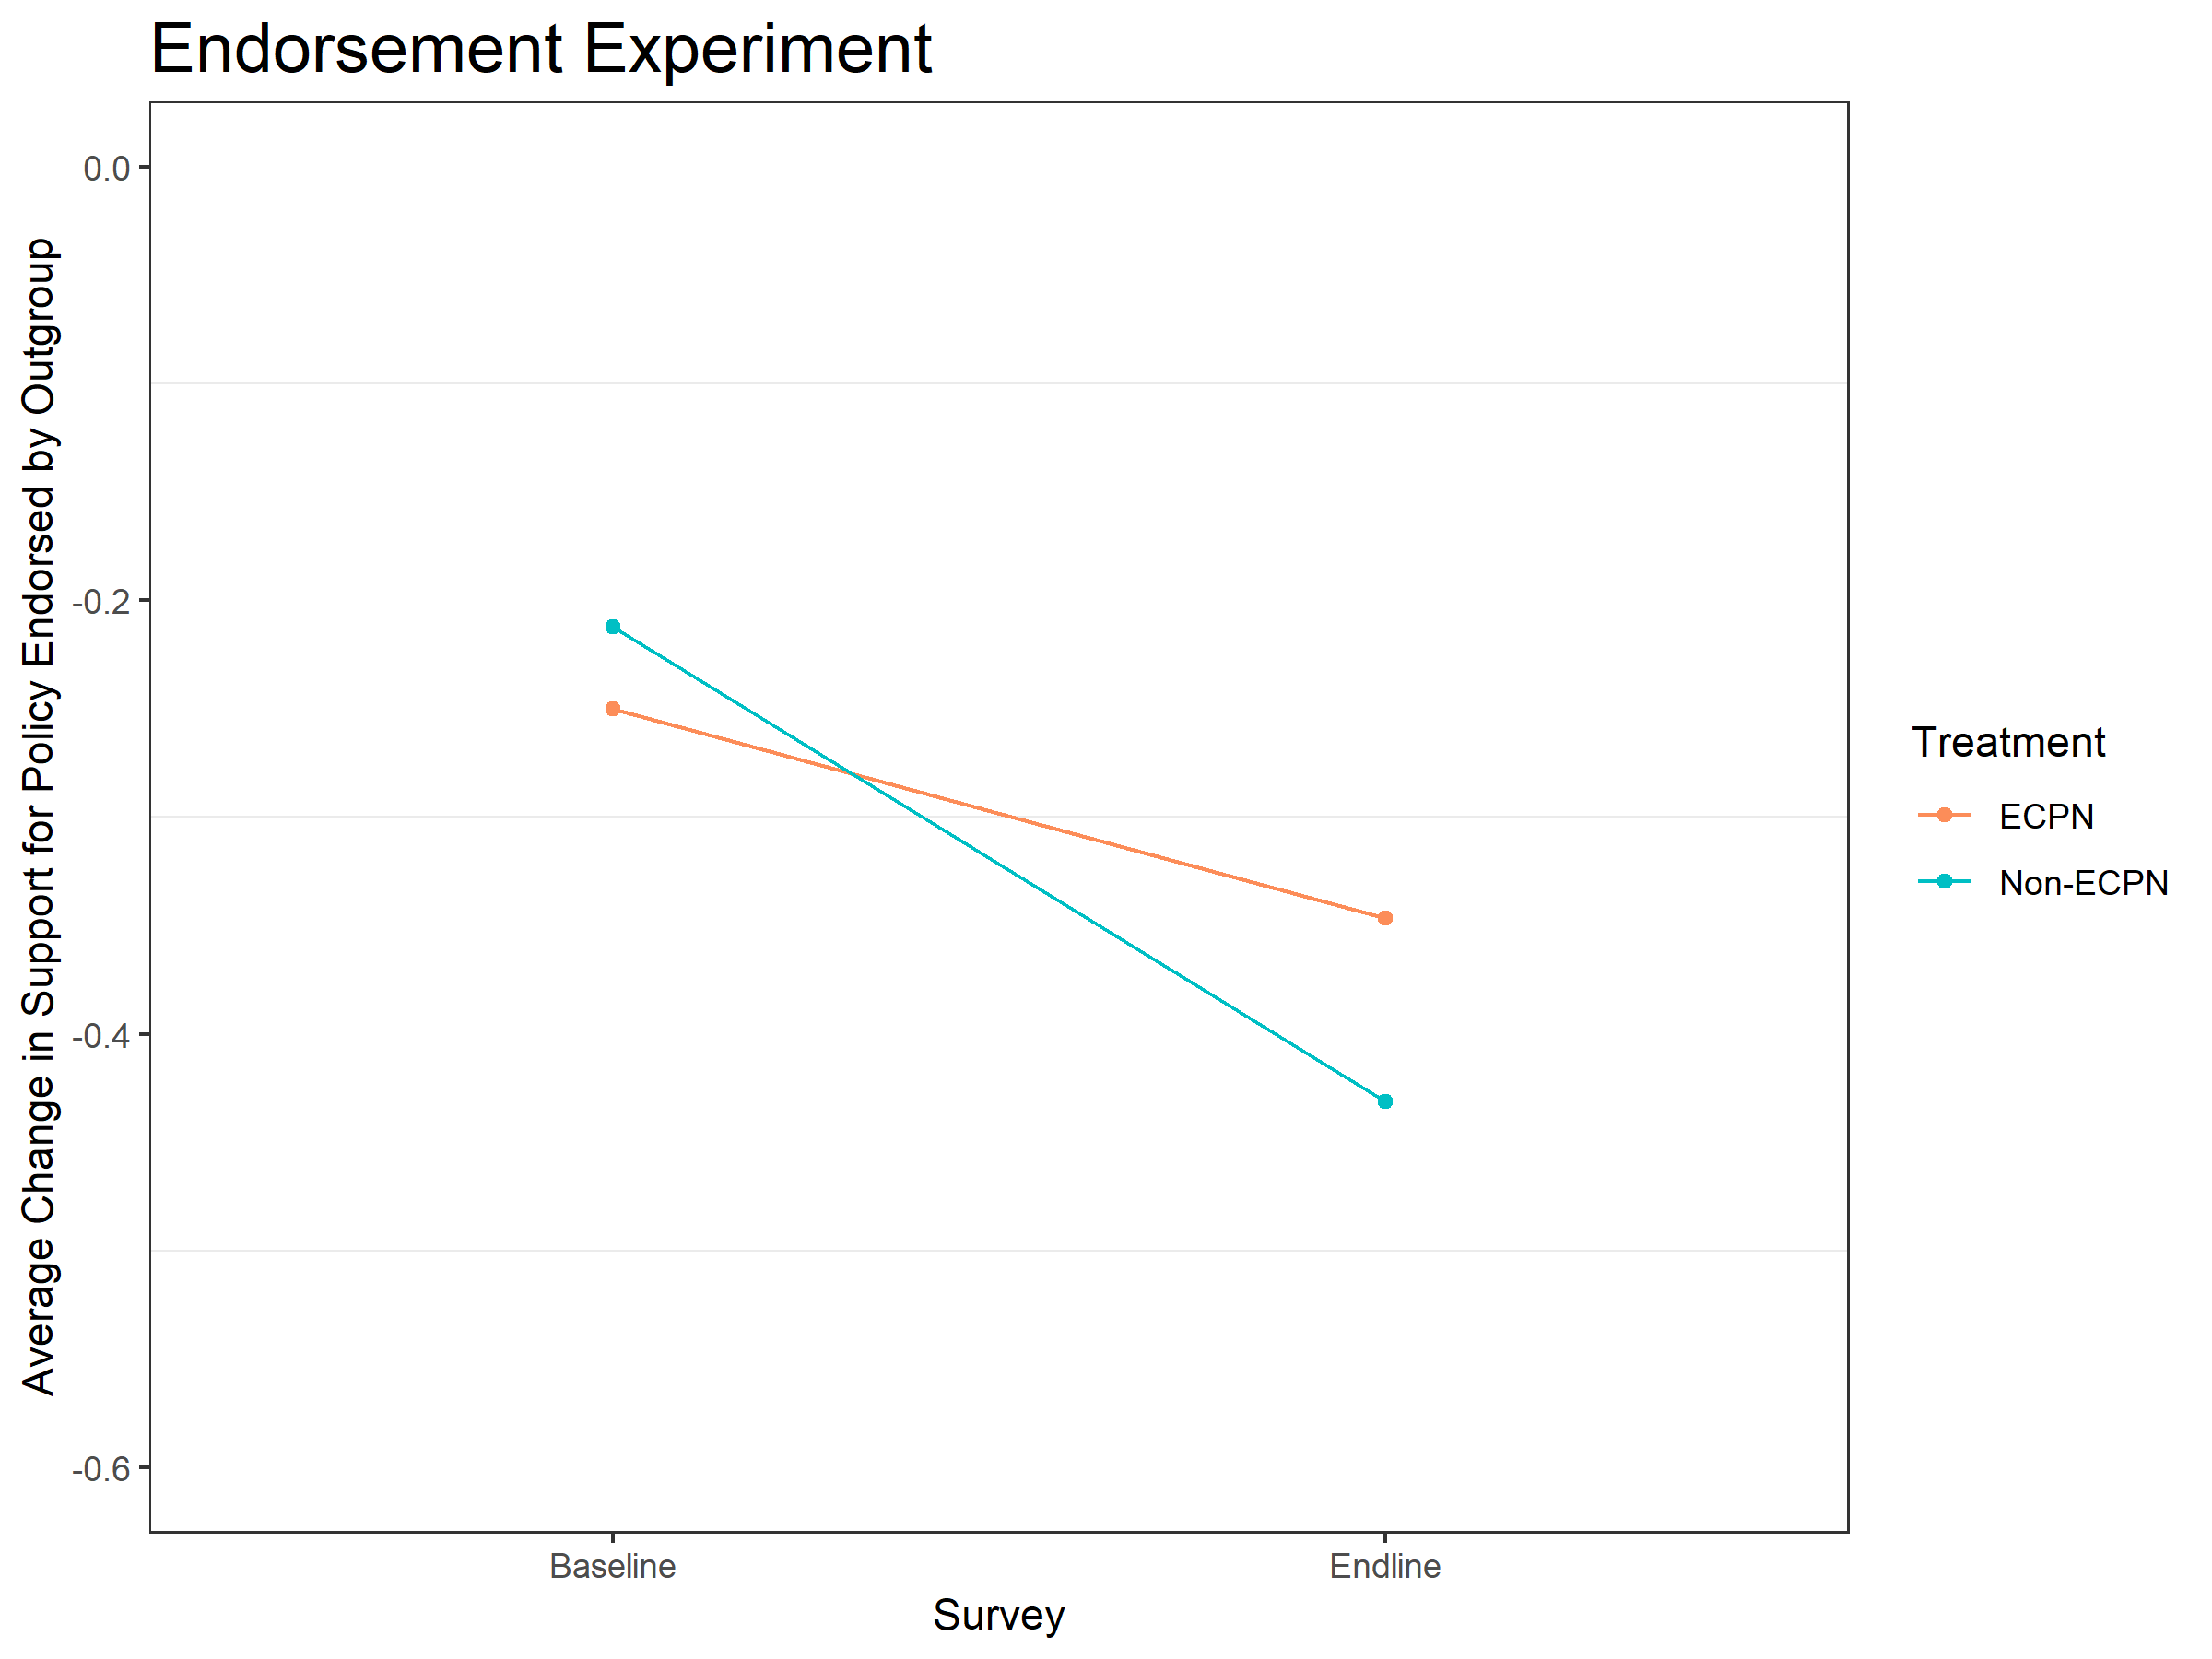 Endorsement Experiment
Average Change in Support for Policy Endorsed by Outgroup
0.0
-0.2
-0.4
-0.6
Baseline
Endline
Survey
Treatment
ECPN
Non-ECPN